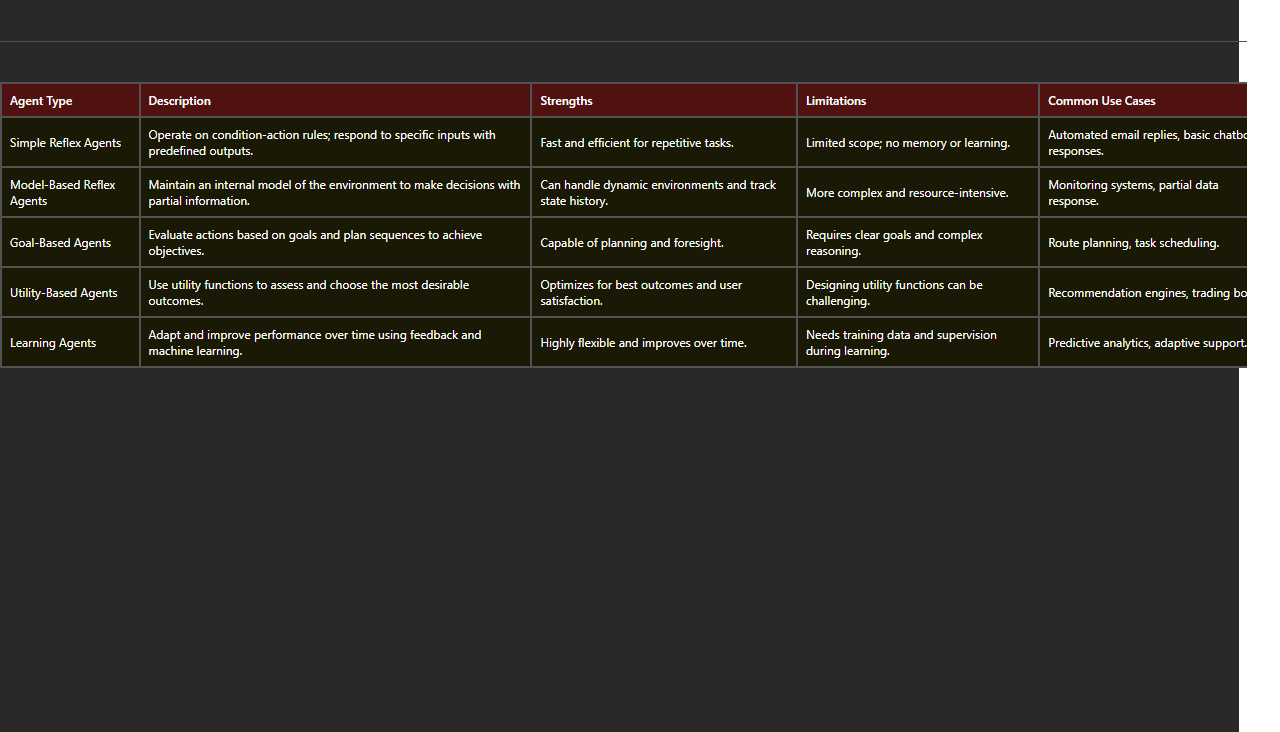 Agent Type
Description
Strengths
Limitations
Common Use Cases
Simple Reflex Agents
Operate on condition-action rules; respond to specific inputs with
predefined outputs.
Fast and efficient for repetitive tasks.
Limited scope; no memory or learning.
Automated email replies, basic
responses.
Model-Based Reflex
Agents
Maintain an internal model of the environment to make decisions with
partial information.
Can handle dynamic environments and track
state history.
More complex and resource-intensive.
Monitoring systems, partial data
response.
Goal-Based Agents
Evaluate actions based on goals and plan sequences to achieve
objectives.
Capable of planning and foresight.
Requires clear goals and complex
reasoning.
Route planning, task scheduling.
Utility-Based Agents
Use utility functions to assess and choose the most desirable
outcomes.
Optimizes for best outcomes and user
satisfaction.
Designing utility functions can be
challenging.
Recommendation engines, trading
Learning Agents
Adapt and improve performance over time using feedback and
machine learning.
Highly flexible and improves over time.
Needs training data and supervision
during learning.
Predictive analytics, adaptive support.